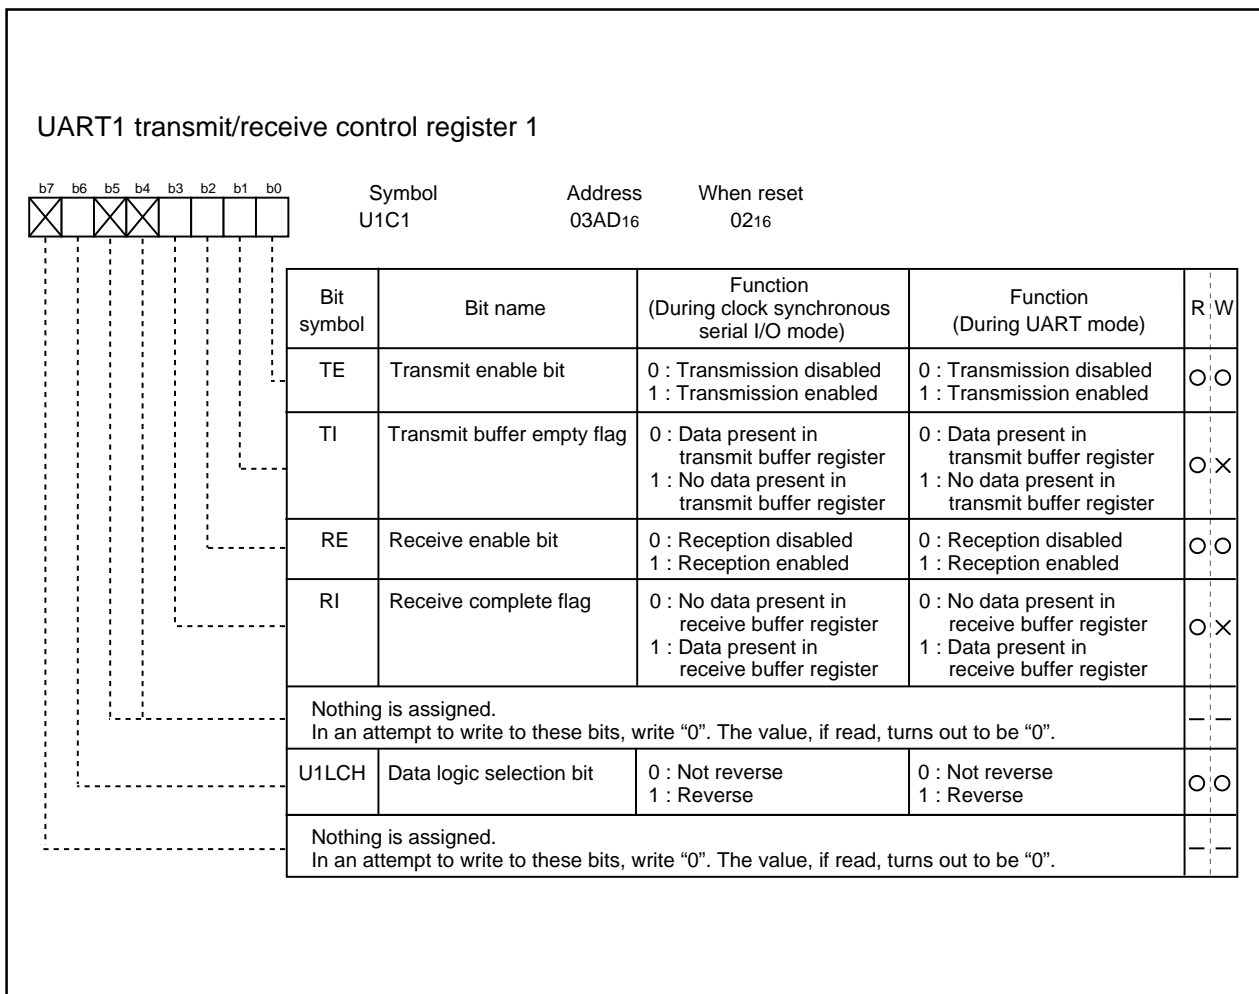 UART1 transmit/receive control register 1
b7 b6 b5 b4 b3 b2 b1 b0
Symbol Address When reset
U1C1 03AD16 0216
Bit symbol Bit name Function (During clock synchronous serial I/O mode) Function (During UART mode) R W
TE Transmit enable bit 0 : Transmission disabled 0 : Transmission disabled
1 : Transmission enabled 1 : Transmission enabled
TI Transmit buffer empty flag 0 : Data present in 0 : Data present in
transmit buffer register transmit buffer register
1 : No data present in 1 : No data present in
transmit buffer register transmit buffer register
RE Receive enable bit 0 : Reception disabled 0 : Reception disabled
1 : Reception enabled 1 : Reception enabled
RI Receive complete flag 0 : No data present in 0 : No data present in
receive buffer register receive buffer register
1 : Data present in 1 : Data present in
receive buffer register receive buffer register
Nothing is assigned.
In an attempt to write to these bits, write “0”. The value, if read, turns out to be “0”.
U1LCH Data logic selection bit 0 : Not reverse 0 : Not reverse
1 : Reverse 1 : Reverse
Nothing is assigned.
In an attempt to write to these bits, write “0”. The value, if read, turns out to be “0”.